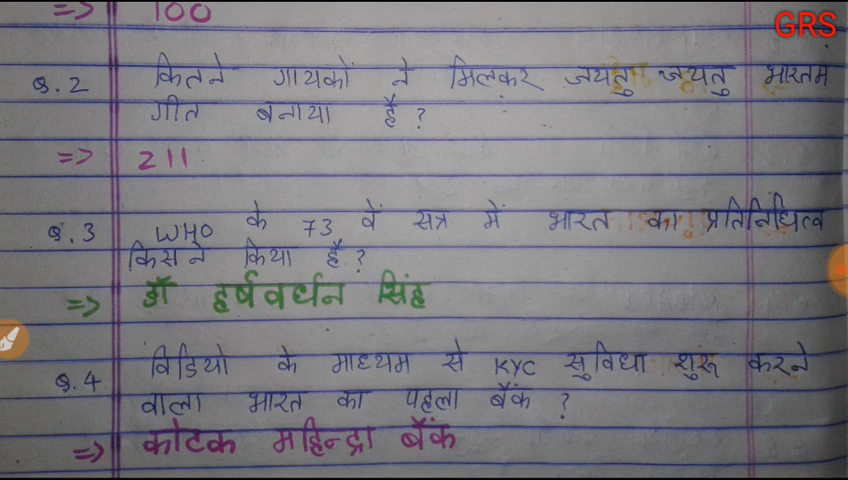 GRS
=> 100
Q.2 कितने गायकों ने मिलकर जयतु जयतु भारतम
गीत बनाया है ?
=> 211
Q.3 WHO के 73 वें सत्र में भारत का प्रतिनिधित्व
किसने किया है ?
=> डॉ हर्षवर्धन सिंह
Q.4 विडियो के माध्यम से KYC सुविधा शुरू करने
वाला भारत का पहला बैंक ?
=> कोटक महिन्द्रा बैंक